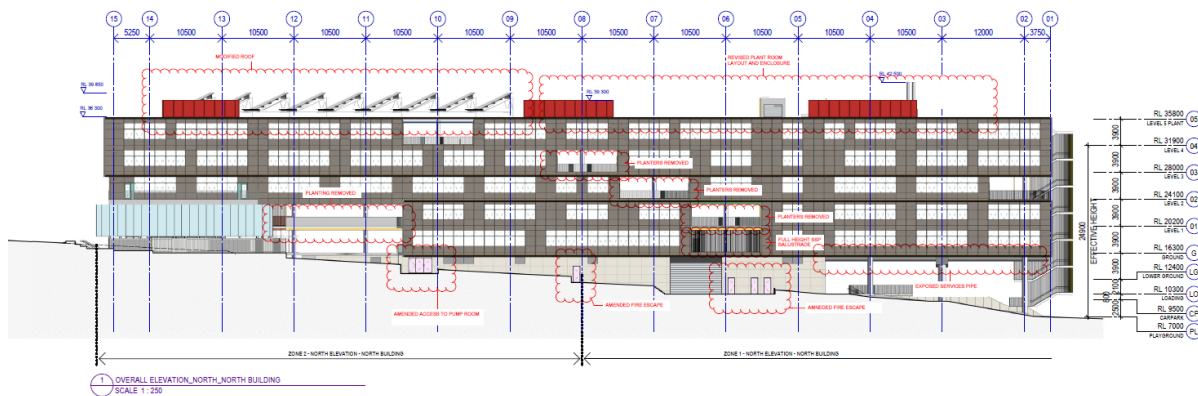 15 14 13 12 11 10 09 08 07 06 05 04 03 02 01
5250 10500 10500 10500 10500 10500 10500 10500 10500 10500 10500 10500 12000 3750
MODIFIED ROOF
REVISED PLANT ROOM
LAYOUT AND ENCLOSURE
RL 39 300
RL 36 300
PLANTERS REMOVED
PLANTERS REMOVED
PLANTING REMOVED
PLANTERS REMOVED
BALUSTRADE
EXPOSED SERVICES PIPE
AMENDED FIRE ESCAPE
AMENDED ACCESS TO PUMP ROOM
RL 35800
LEVEL 5 PLANT
05
RL 31900
LEVEL 4
04
RL 28000
LEVEL 3
03
RL 24100
LEVEL 2
02
RL 20200
LEVEL 1
01
RL 16300
GROUND
G
RL 12400
LOWER GROUND
LG
RL 10300
LOADING
LO
RL 9500
CARPARK
CP
RL 7000
PLAYGROUND
PL
3900
3900
3900
3900
3900
3900
2100
800
2500
24900
EFFECTIVE HEIGHT
ZONE 2 - NORTH ELEVATION - NORTH BUILDING
ZONE 1 - NORTH ELEVATION - NORTH BUILDING
1 OVERALL ELEVATION_NORTH_NORTH BUILDING
SCALE 1 : 250